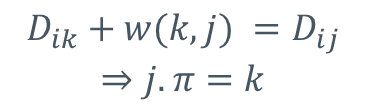 D_{ik} + w(k, j) = D_{ij}
⇒ j.π = k